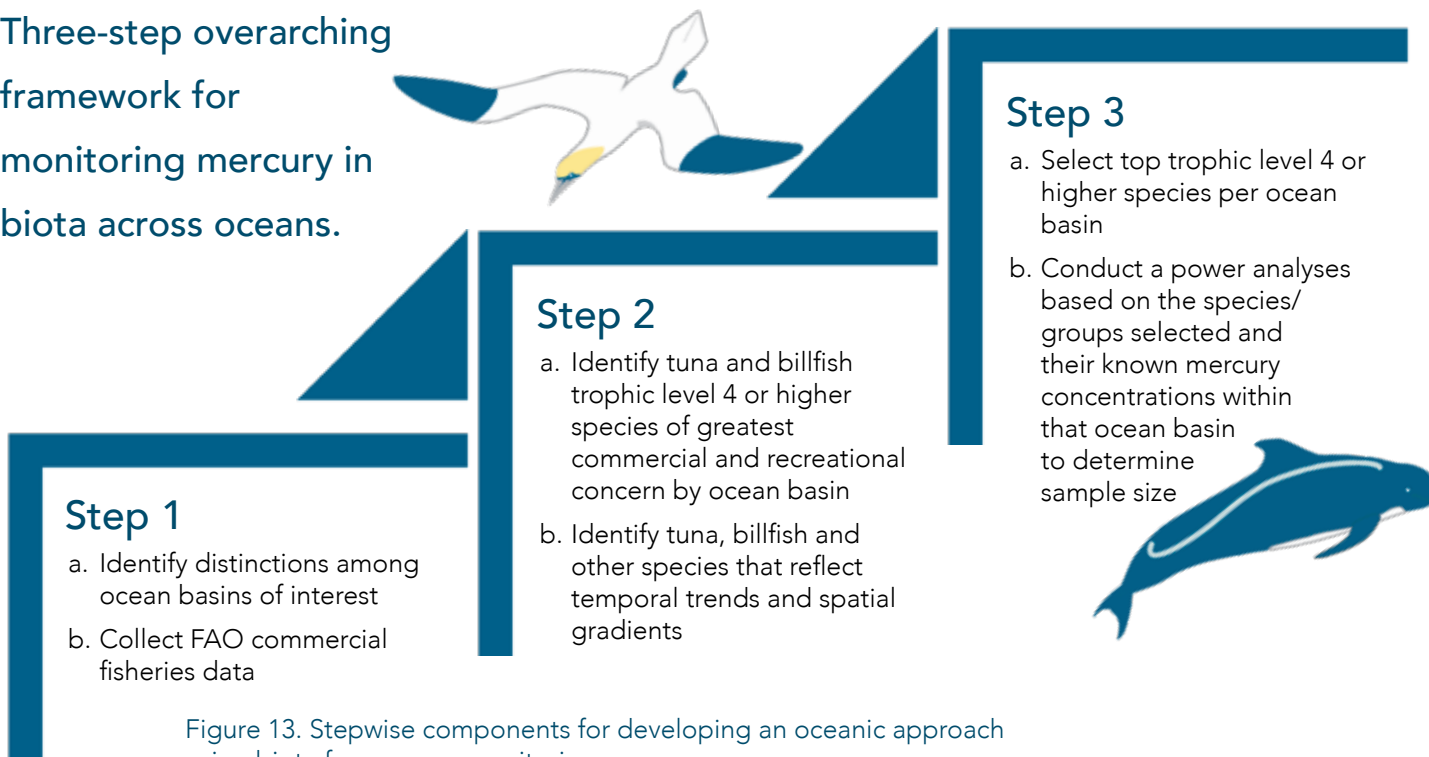 Three-step overarching
framework for
monitoring mercury in
biota across oceans.
Step 1
a. Identify distinctions among
ocean basins of interest
b. Collect FAO commercial
fisheries data
Step 2
a. Identify tuna and billfish
trophic level 4 or higher
species of greatest
commercial and recreational
concern by ocean basin
b. Identify tuna, billfish and
other species that reflect
temporal trends and spatial
gradients
Step 3
a. Select top trophic level 4 or
higher species per ocean
basin
b. Conduct a power analyses
based on the species/
groups selected and
their known mercury
concentrations within
that ocean basin
to determine
sample size
Figure 13. Stepwise components for developing an oceanic approach